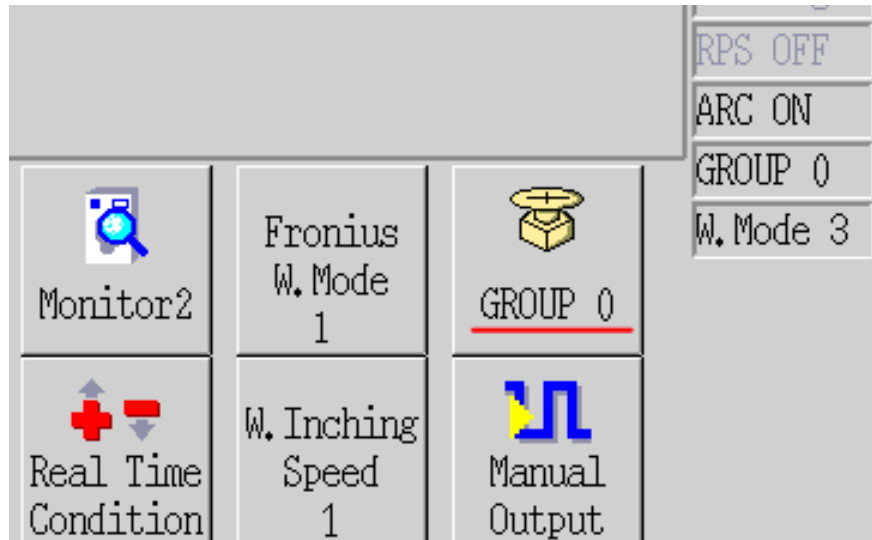 RPS OFF
ARC ON
GROUP 0
W.Mode 3
Monitor2
Fronius
W.Mode
1
GROUP 0
Real Time
Condition
W.Inching
Speed
1
Manual
Output